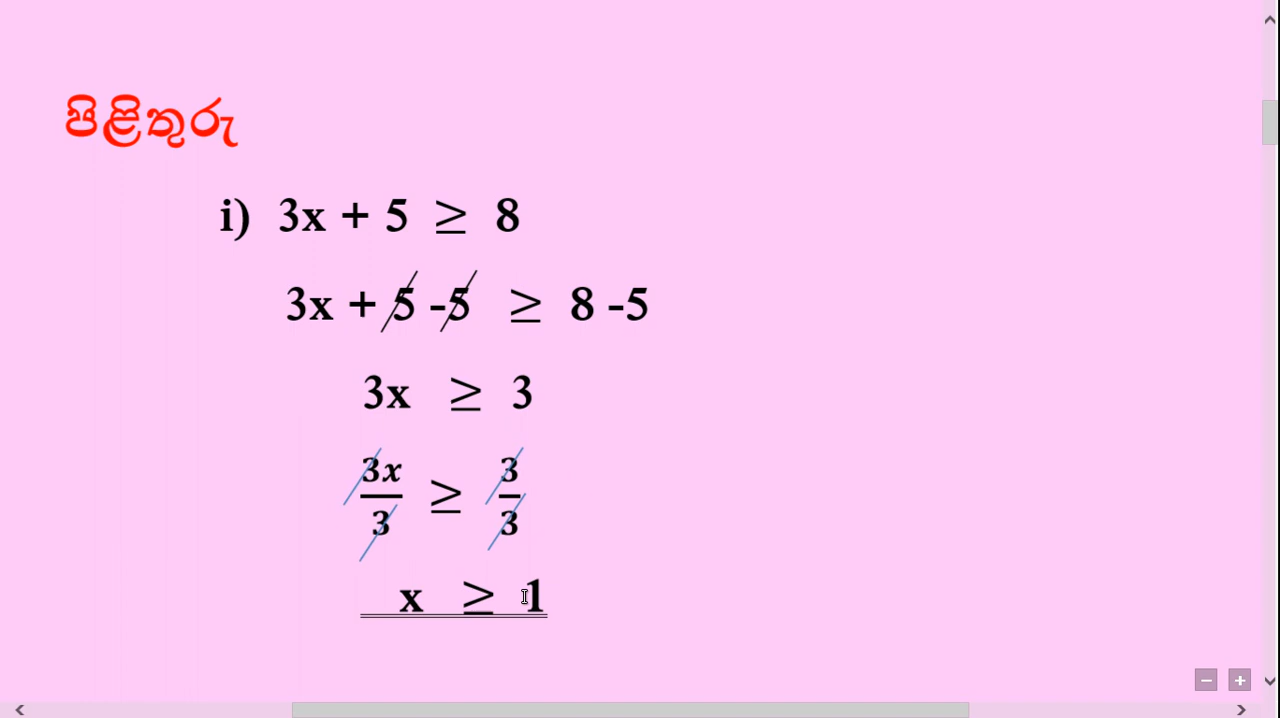 පිළිතුරු
i) 3x + 5 ≥ 8
3x + 5 -5 ≥ 8 -5
3x ≥ 3
3x/3 ≥ 3/3
x ≥ 1